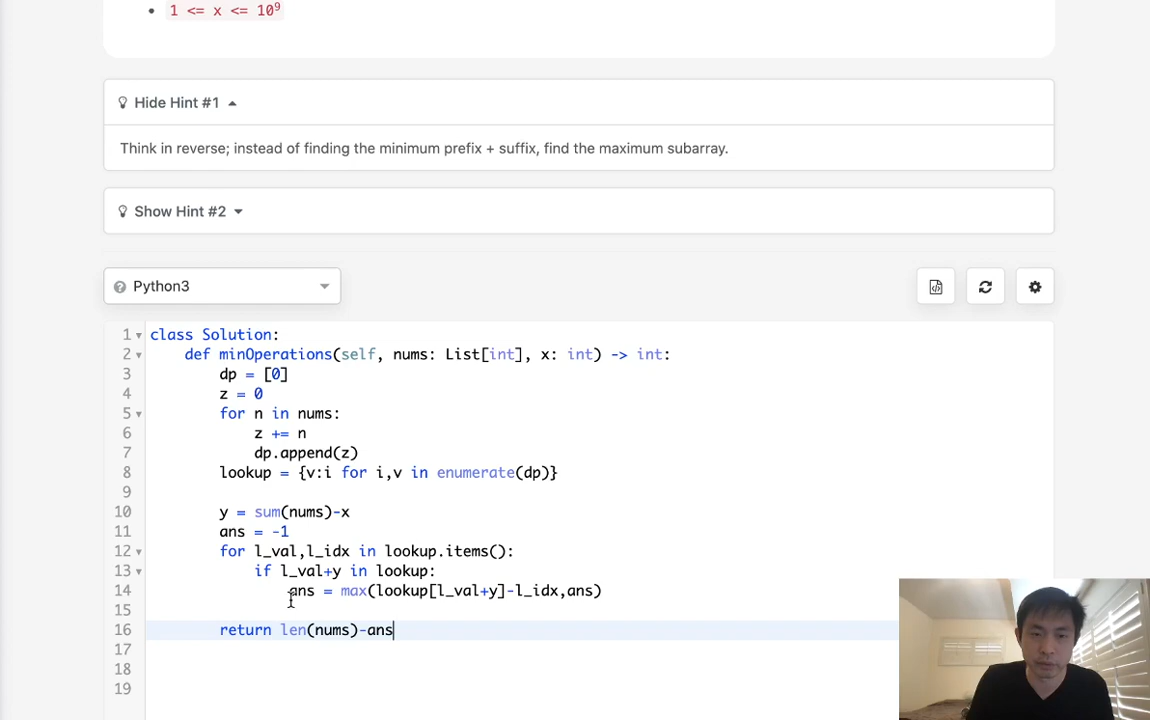 1 <= x <= 10⁹
Hide Hint #1
Think in reverse; instead of finding the minimum prefix + suffix, find the maximum subarray.
Show Hint #2
Python3
1 class Solution:
2     def minOperations(self, nums: List[int], x: int) -> int:
3         dp = [0]
4         z = 0
5         for n in nums:
6             z += n
7             dp.append(z)
8         lookup = {v:i for i,v in enumerate(dp)}
9
10         y = sum(nums)-x
11         ans = -1
12         for l_val,l_idx in lookup.items():
13             if l_val+y in lookup:
14                 ans = max(lookup[l_val+y]-l_idx,ans)
15
16         return len(nums)-ans
17
18
19